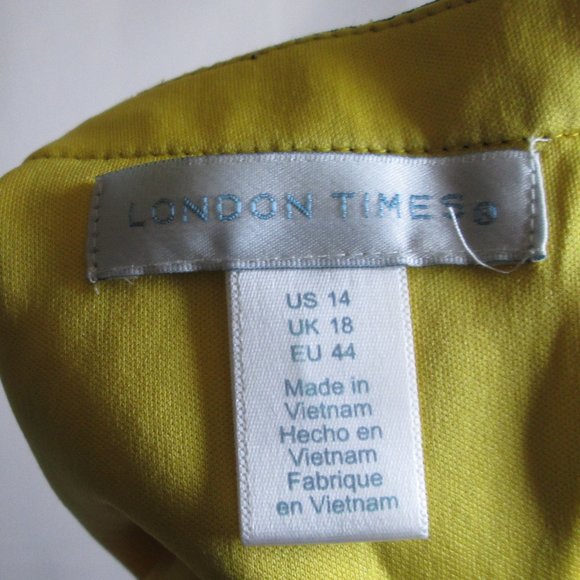 LONDON TIMES®
US 14
UK 18
EU 44
Made in
Vietnam
Hecho en
Vietnam
Fabrique
en Vietnam